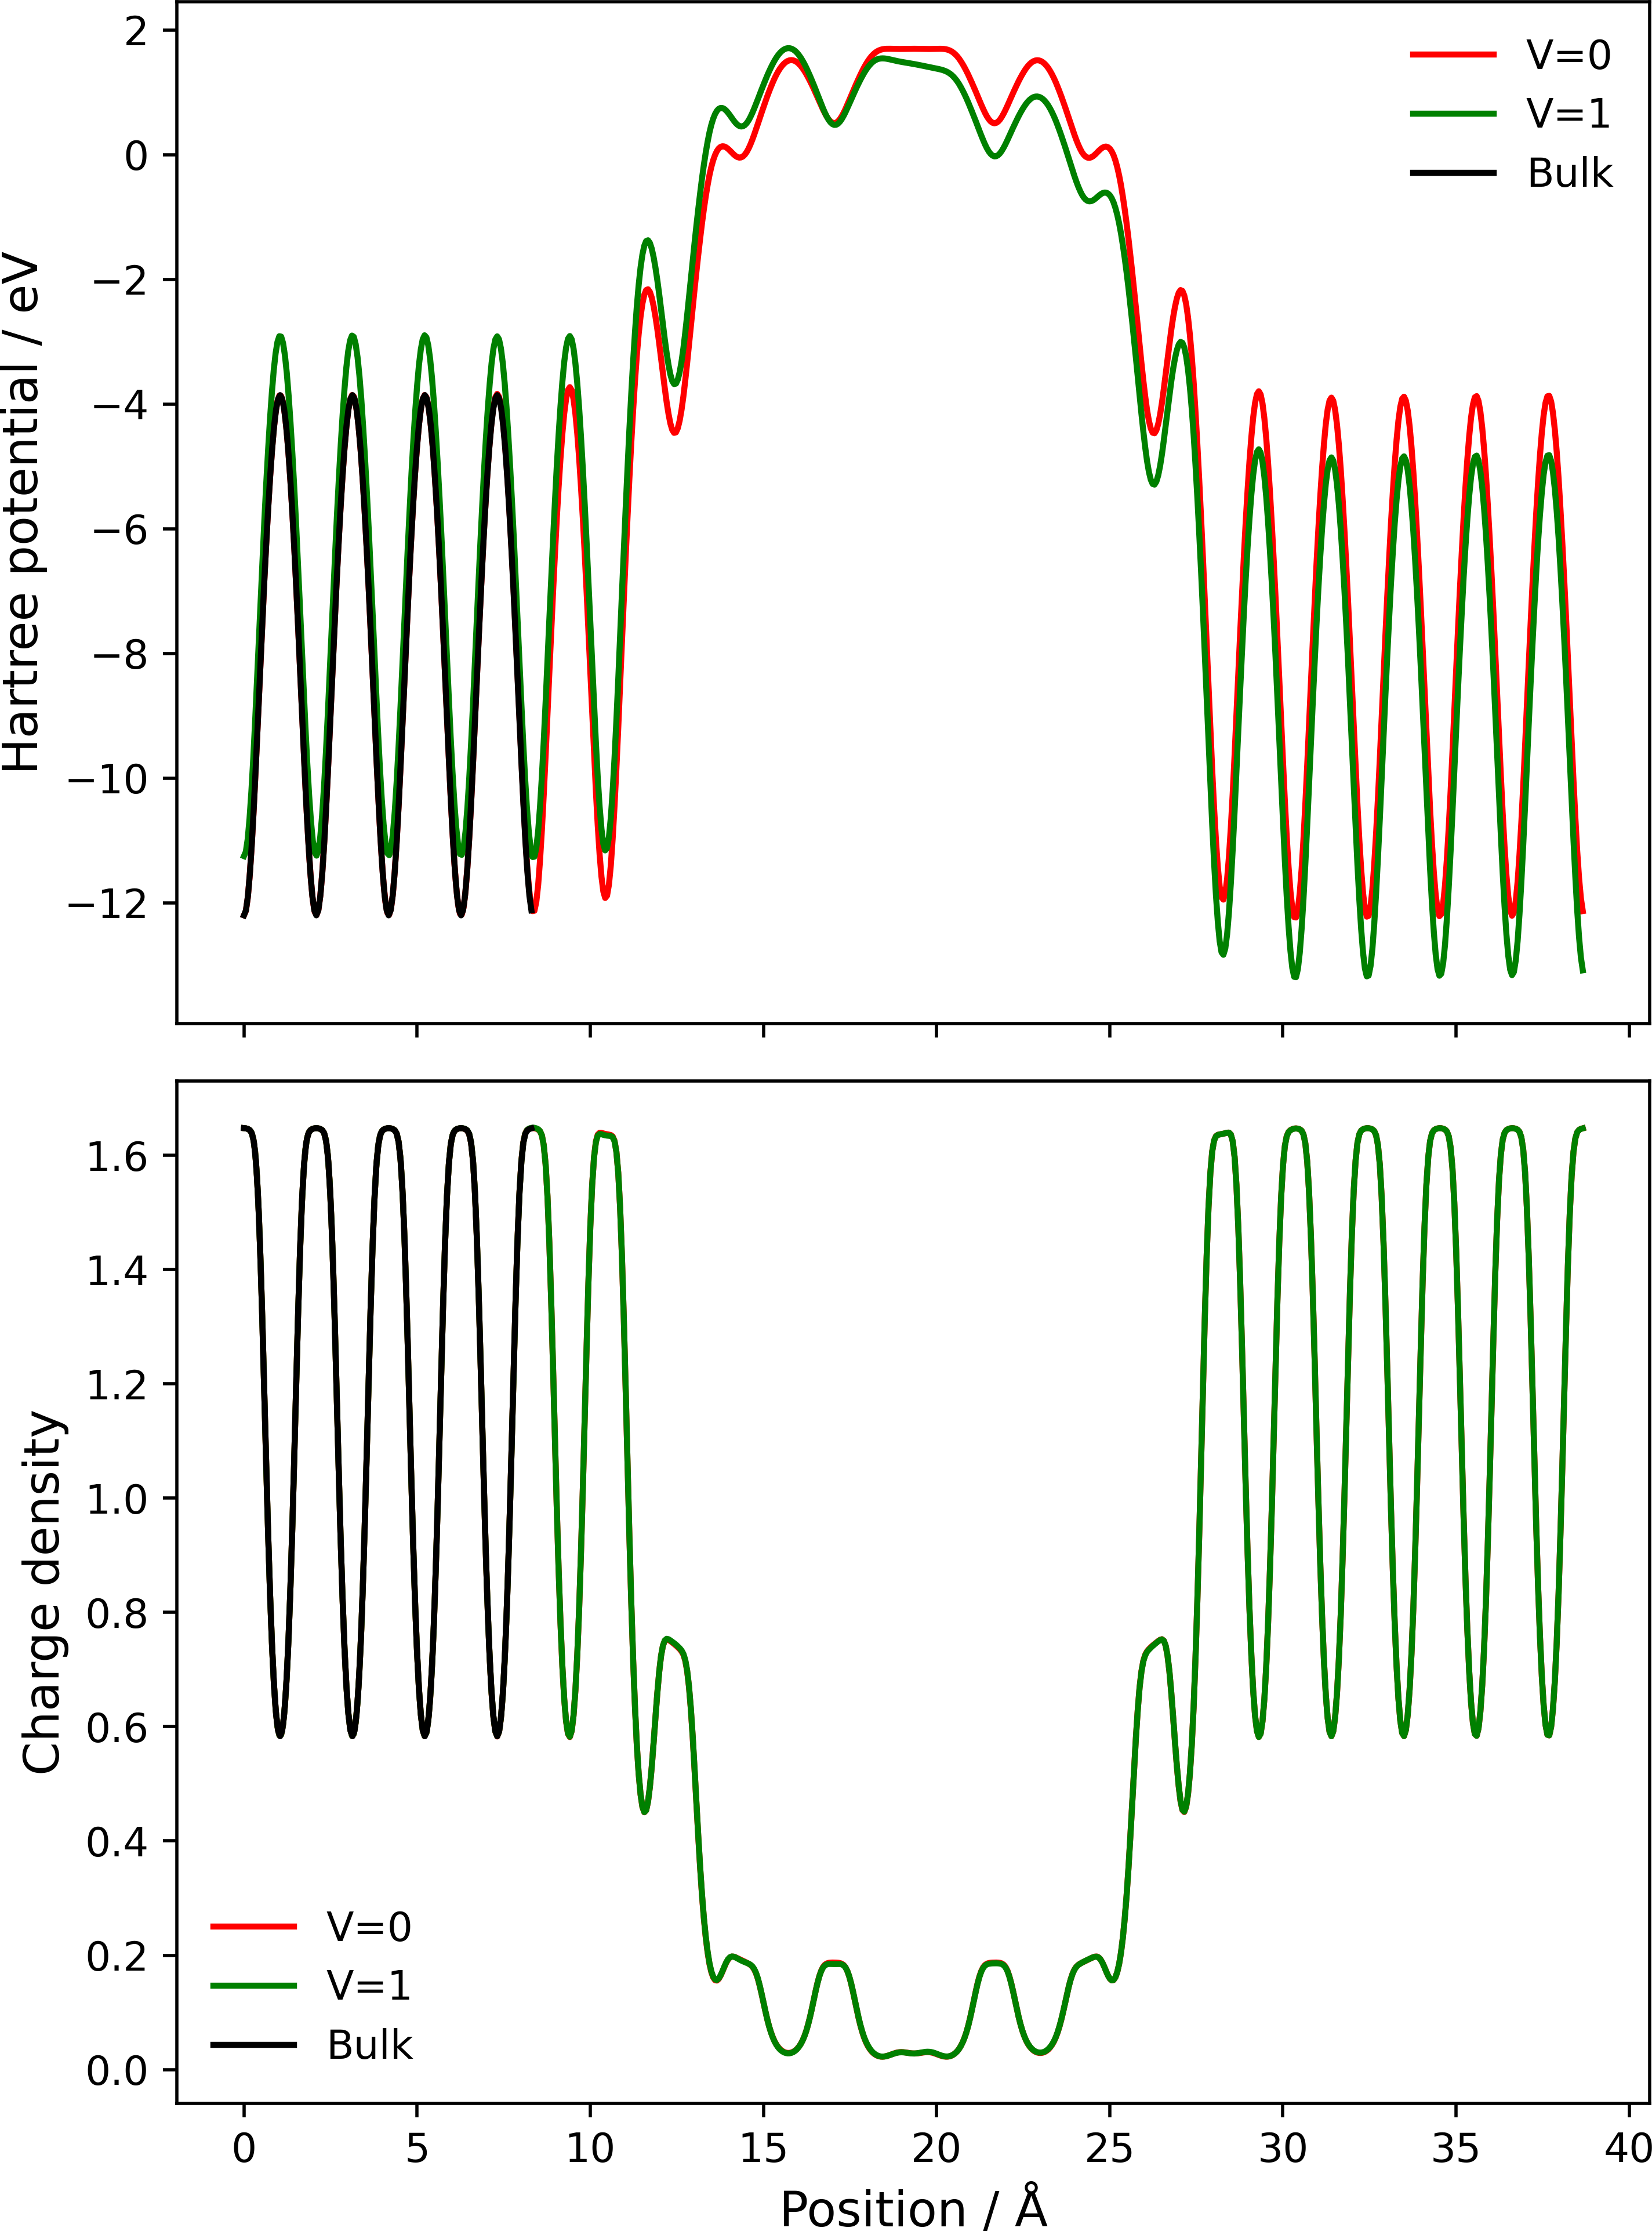 Hartree potential / eV
2
0
−2
−4
−6
−8
−10
−12
V=0
V=1
Bulk
Charge density
1.6
1.4
1.2
1.0
0.8
0.6
0.4
0.2
0.0
V=0
V=1
Bulk
0 5 10 15 20 25 30 35 40
Position / Å